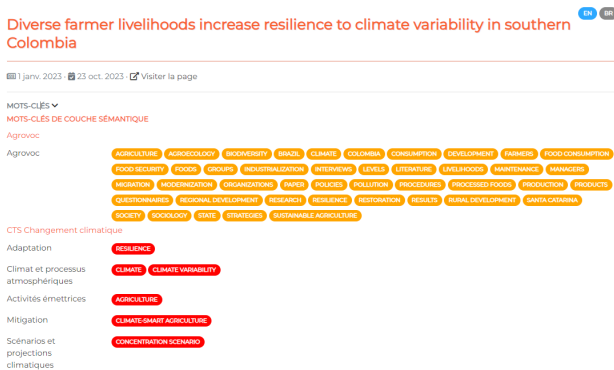 EN BR
Diverse farmer livelihoods increase resilience to climate variability in southern
Colombia
1 janv. 2023 · 23 oct. 2023 · Visiter la page
MOTS-CLÉS
MOTS-CLÉS DE COUCHE SÉMANTIQUE
Agrovoc
Agrovoc AGRICULTURE AGROECOLOGY BIODIVERSITY BRAZIL CLIMATE COLOMBIA CONSUMPTION DEVELOPMENT FARMERS FOOD CONSUMPTION
FOOD SECURITY FOODS GROUPS INDUSTRIALIZATION INTERVIEWS LEVELS LITERATURE LIVELIHOODS MAINTENANCE MANAGERS
MIGRATION MODERNIZATION ORGANIZATIONS PAPER POLICIES POLLUTION PROCEDURES PROCESSED FOODS PRODUCTION PRODUCTS
QUESTIONNAIRES REGIONAL DEVELOPMENT RESEARCH RESILIENCE RESTORATION RESULTS RURAL DEVELOPMENT SANTA CATARINA
SOCIETY SOCIOLOGY STATE STRATEGIES SUSTAINABLE AGRICULTURE
CTS Changement climatique
Adaptation RESILIENCE
Climat et processus CLIMATE CLIMATE VARIABILITY
atmosphériques
Activités émettrices AGRICULTURE
Mitigation CLIMATE-SMART AGRICULTURE
Scénarios et CONCENTRATION SCENARIO
projections
climatiques